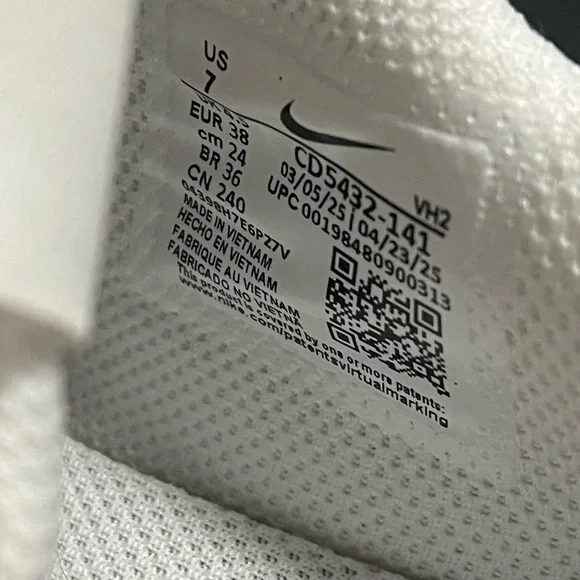 US
7
EUR 38
cm 24
BR 36
CN 240
04398H7E6PZ7V
MADE IN VIETNAM
HECHO EN VIETNAM
FABRIQUE AU VIETNAM
FABRICADO NO VIETNÃ
This product is covered by one or more patents:
www.nike.com/patentsvirtualmarking
VH2
CD5432-141
03/05/25 | 04/23/25
UPC 00198480900313